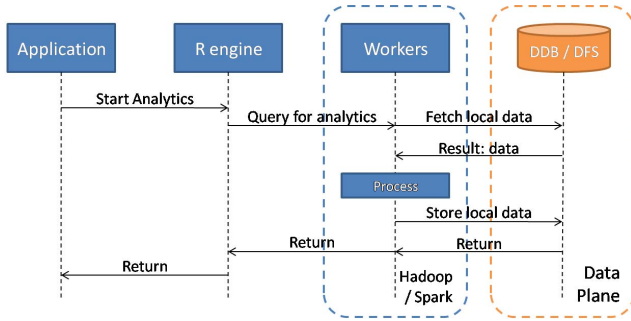 Application
R engine
Workers
DDB / DFS
Start Analytics
Query for analytics
Fetch local data
Result: data
Process
Store local data
Return
Return
Return
Hadoop
/ Spark
Data
Plane